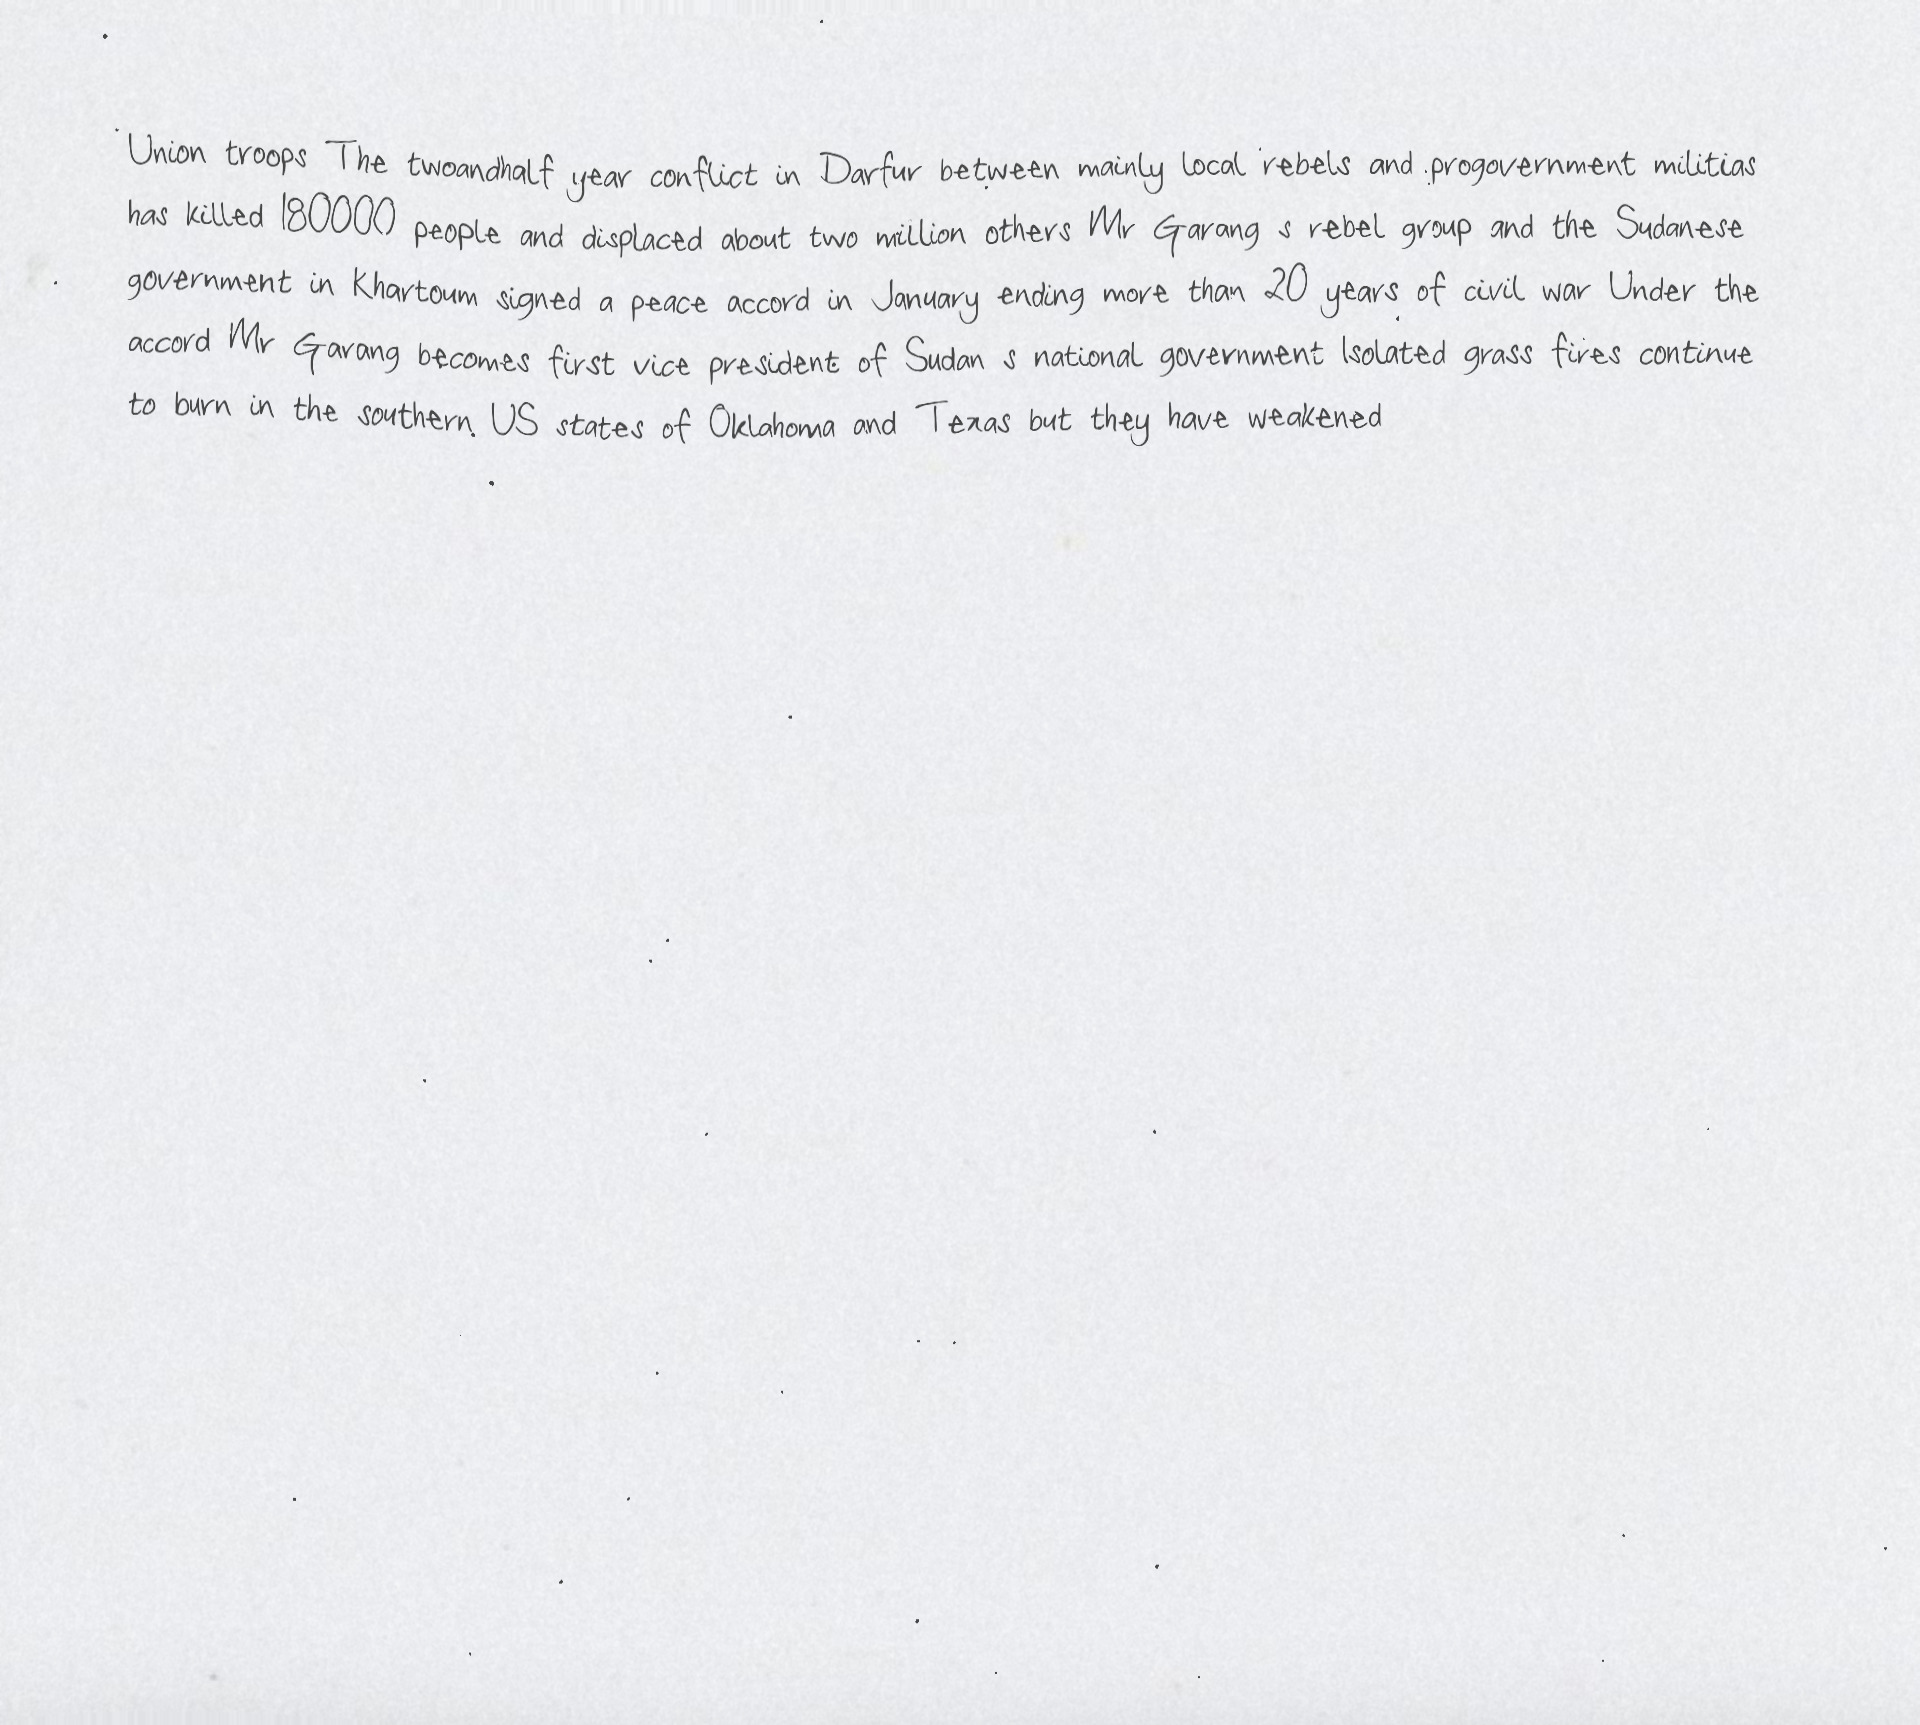 Union troops The twoandhalf year conflict in Darfur between mainly local rebels and progovernment militias
has killed 180000 people and displaced about two million others Mr Garang s rebel group and the Sudanese
government in Khartoum signed a peace accord in January ending more than 20 years of civil war Under the
accord Mr Garang becomes first vice president of Sudan s national government Isolated grass fires continue
to burn in the southern US states of Oklahoma and Texas but they have weakened